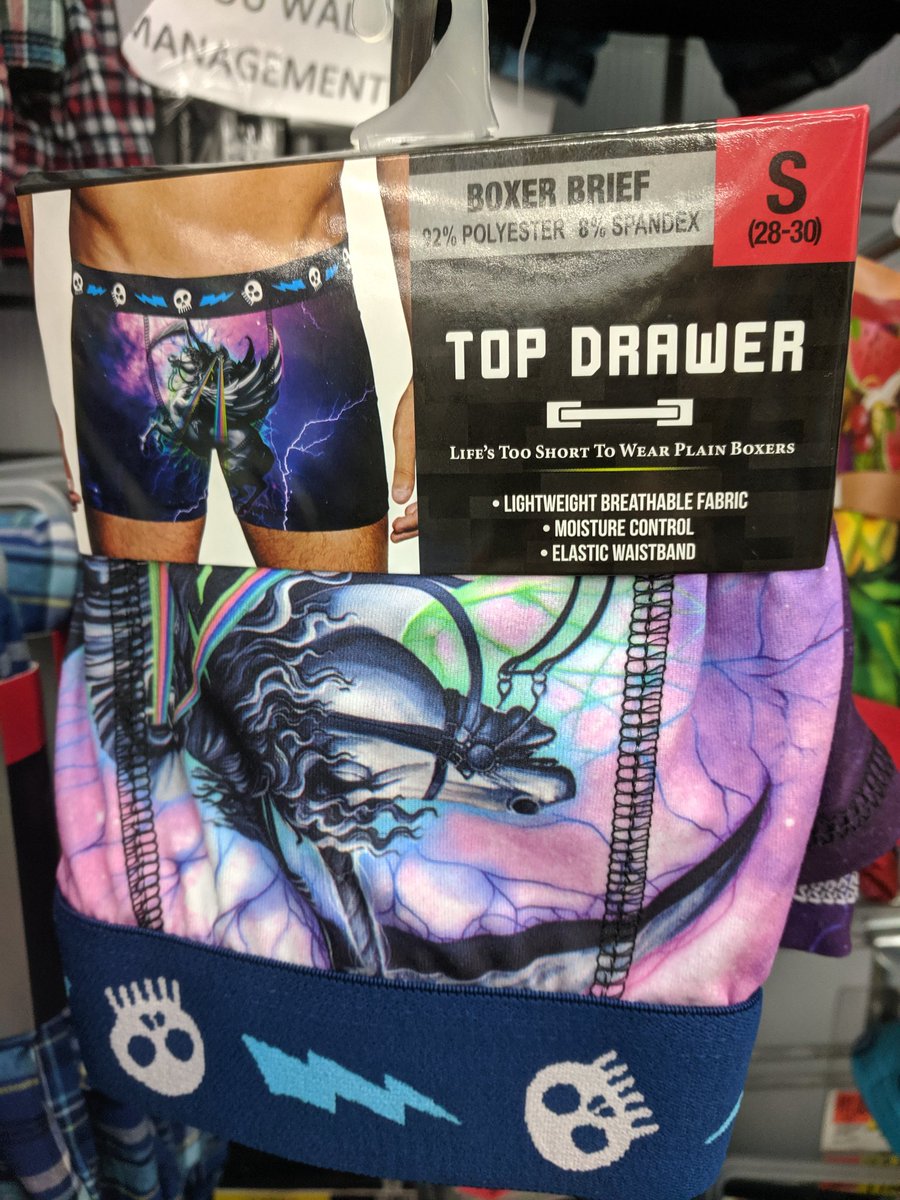 MANAGEMENT
BOXER BRIEF
92% POLYESTER 8% SPANDEX
S
(28-30)
TOP DRAWER
LIFE'S TOO SHORT TO WEAR PLAIN BOXERS
• LIGHTWEIGHT BREATHABLE FABRIC
• MOISTURE CONTROL
• ELASTIC WAISTBAND